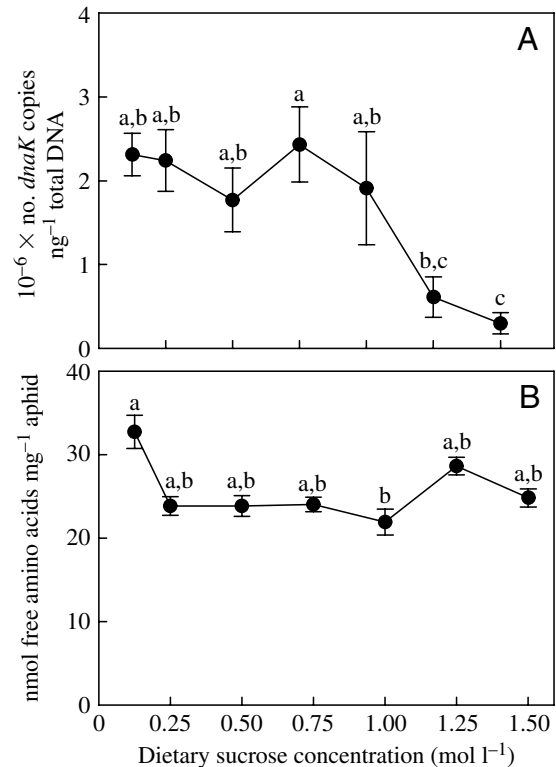 A
10⁻⁶ × no. dnaK copies
ng⁻¹ total DNA
4
3
2
1
0
a,b
a,b
a,b
a
a,b
b,c
c
B
nmol free amino acids mg⁻¹ aphid
40
30
20
10
0
a
a,b
a,b
a,b
b
a,b
a,b
0 0.25 0.50 0.75 1.00 1.25 1.50
Dietary sucrose concentration (mol l⁻¹)